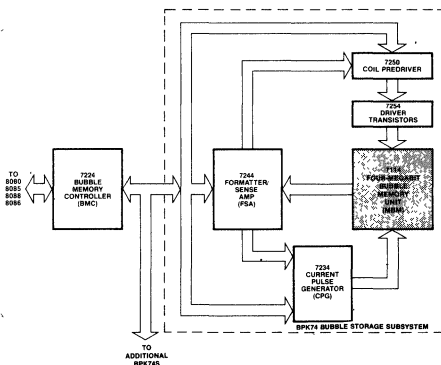 7250
COIL PREDRIVER
7254
DRIVER
TRANSISTORS
TO
8080
8085
8088
8086
7224
BUBBLE
MEMORY
CONTROLLER
(BMC)
7244
FORMATTER/
SENSE
AMP
(FSA)
7114
FOUR-MEGABIT
BUBBLE
MEMORY
UNIT
(MBM)
7234
CURRENT
PULSE
GENERATOR
(CPG)
BPK74 BUBBLE STORAGE SUBSYSTEM
TO
ADDITIONAL
BPK74S